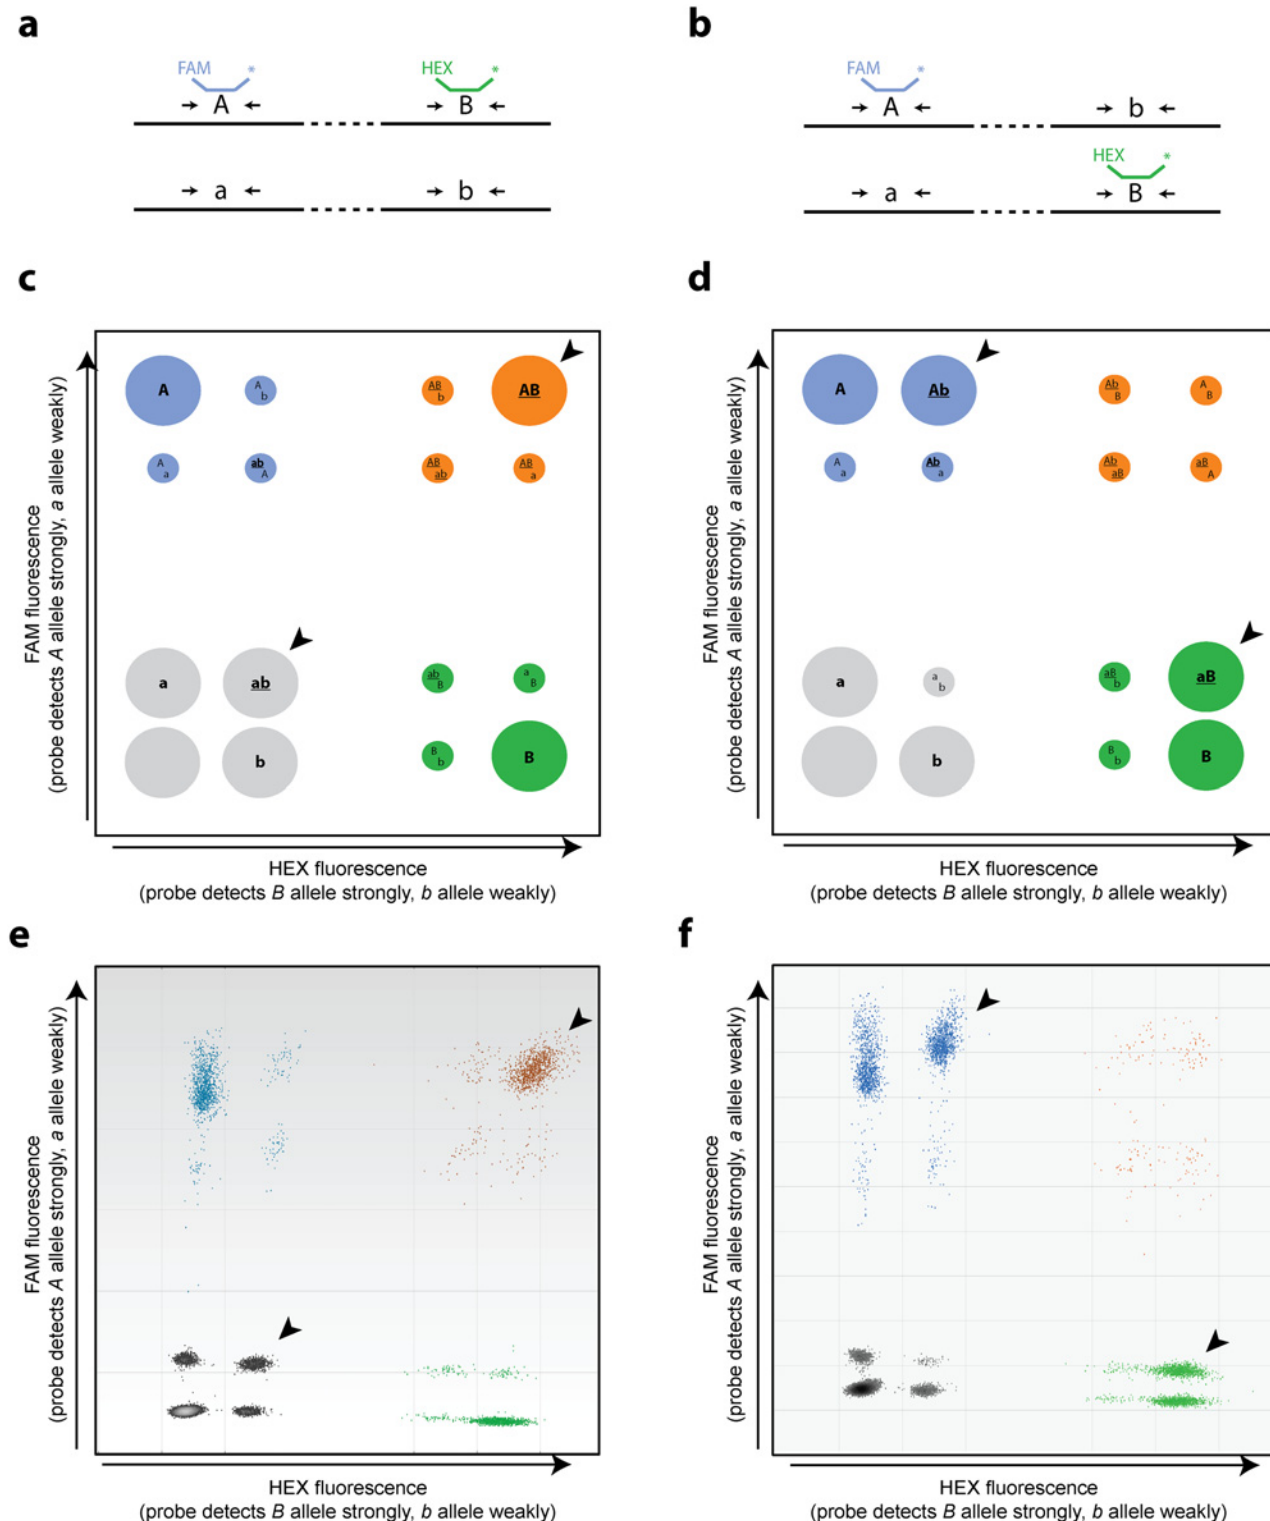 a
FAM *
A
HEX *
B
a
b
b
FAM *
A
b
HEX *
a
B
c
FAM fluorescence
(probe detects A allele strongly, a allele weakly)
A
A
b
AB
b
AB
A
a
ab
A
AB
ab
AB
a
a
ab
ab
B
a
B
b
B
b
B
HEX fluorescence
(probe detects B allele strongly, b allele weakly)
d
FAM fluorescence
(probe detects A allele strongly, a allele weakly)
A
Ab
Ab
B
A
B
A
a
Ab
a
Ab
aB
aB
A
a
a
b
aB
b
aB
b
B
b
B
HEX fluorescence
(probe detects B allele strongly, b allele weakly)
e
FAM fluorescence
(probe detects A allele strongly, a allele weakly)
HEX fluorescence
(probe detects B allele strongly, b allele weakly)
f
FAM fluorescence
(probe detects A allele strongly, a allele weakly)
HEX fluorescence
(probe detects B allele strongly, b allele weakly)